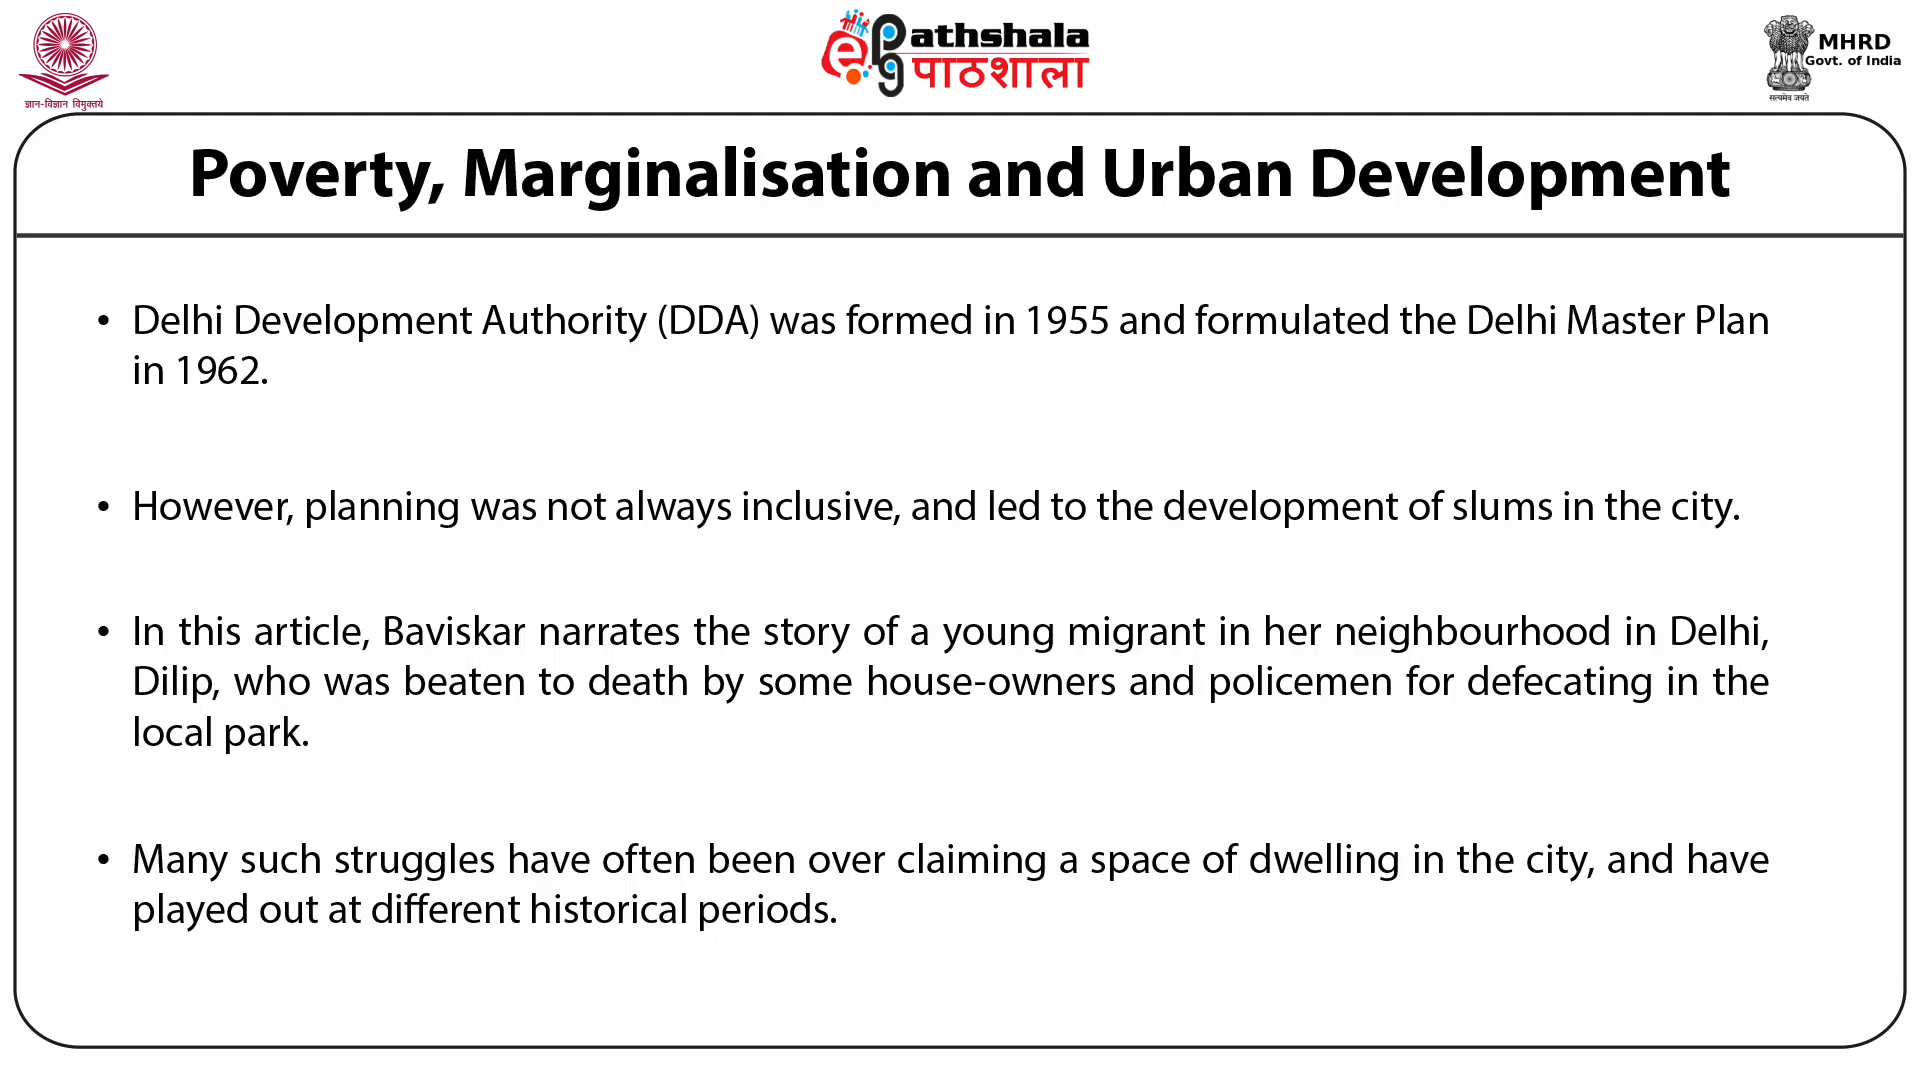 ज्ञान-विज्ञान विमुक्तये
e Pg athshala
पाठशाला
MHRD
Govt. of India
सत्यमेव जयते
Poverty, Marginalisation and Urban Development
• Delhi Development Authority (DDA) was formed in 1955 and formulated the Delhi Master Plan
in 1962.
• However, planning was not always inclusive, and led to the development of slums in the city.
• In this article, Baviskar narrates the story of a young migrant in her neighbourhood in Delhi,
Dilip, who was beaten to death by some house-owners and policemen for defecating in the
local park.
• Many such struggles have often been over claiming a space of dwelling in the city, and have
played out at different historical periods.